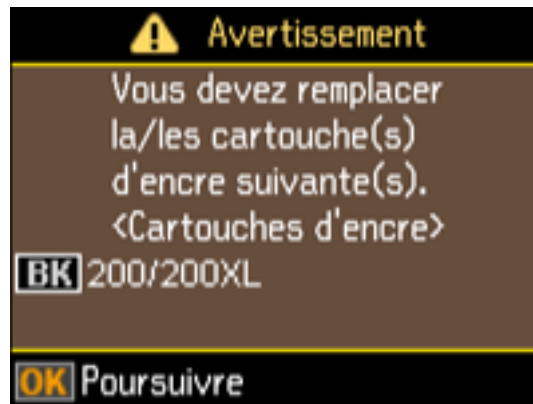 Avertissement
Vous devez remplacer
la/les cartouche(s)
d'encre suivante(s).
<Cartouches d'encre>
BK 200/200XL
OK Poursuivre